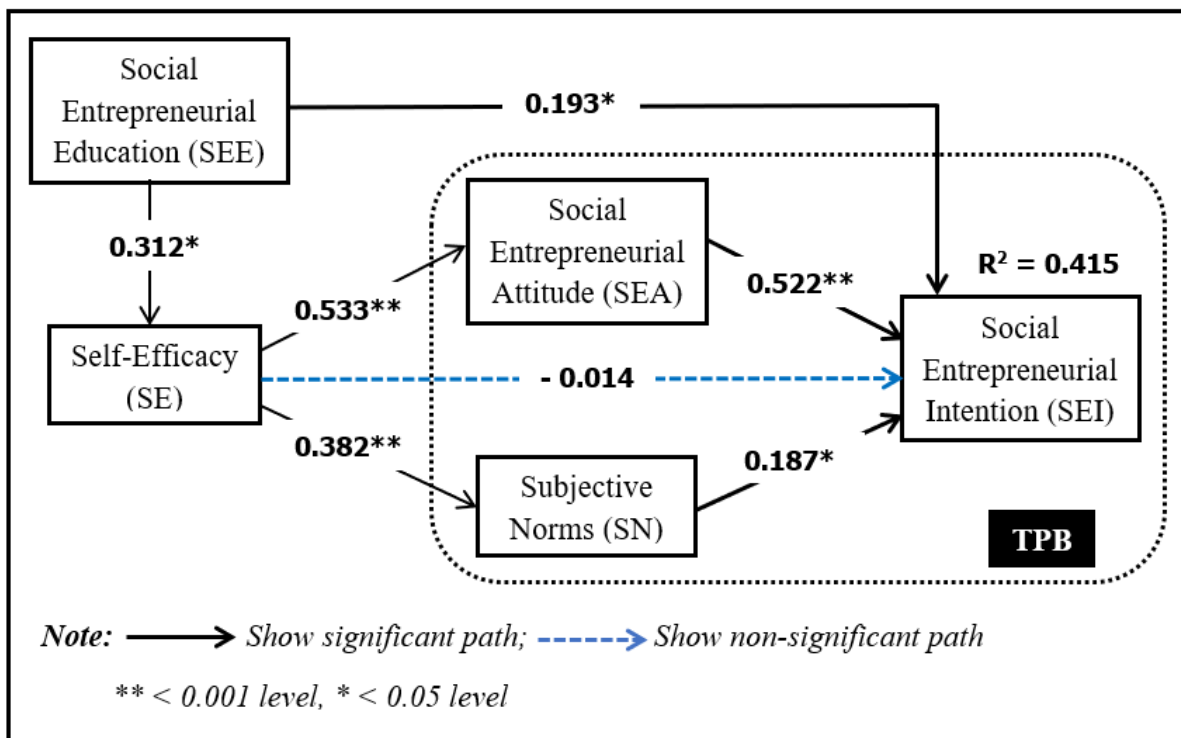 Social
Entrepreneurial
Education (SEE)
0.193*
0.312*
Social
Entrepreneurial
Attitude (SEA)
R² = 0.415
0.522**
0.533**
Self-Efficacy
(SE)
- 0.014
Social
Entrepreneurial
Intention (SEI)
0.382**
0.187*
Subjective
Norms (SN)
TPB
Note: Show significant path; Show non-significant path
** < 0.001 level, * < 0.05 level